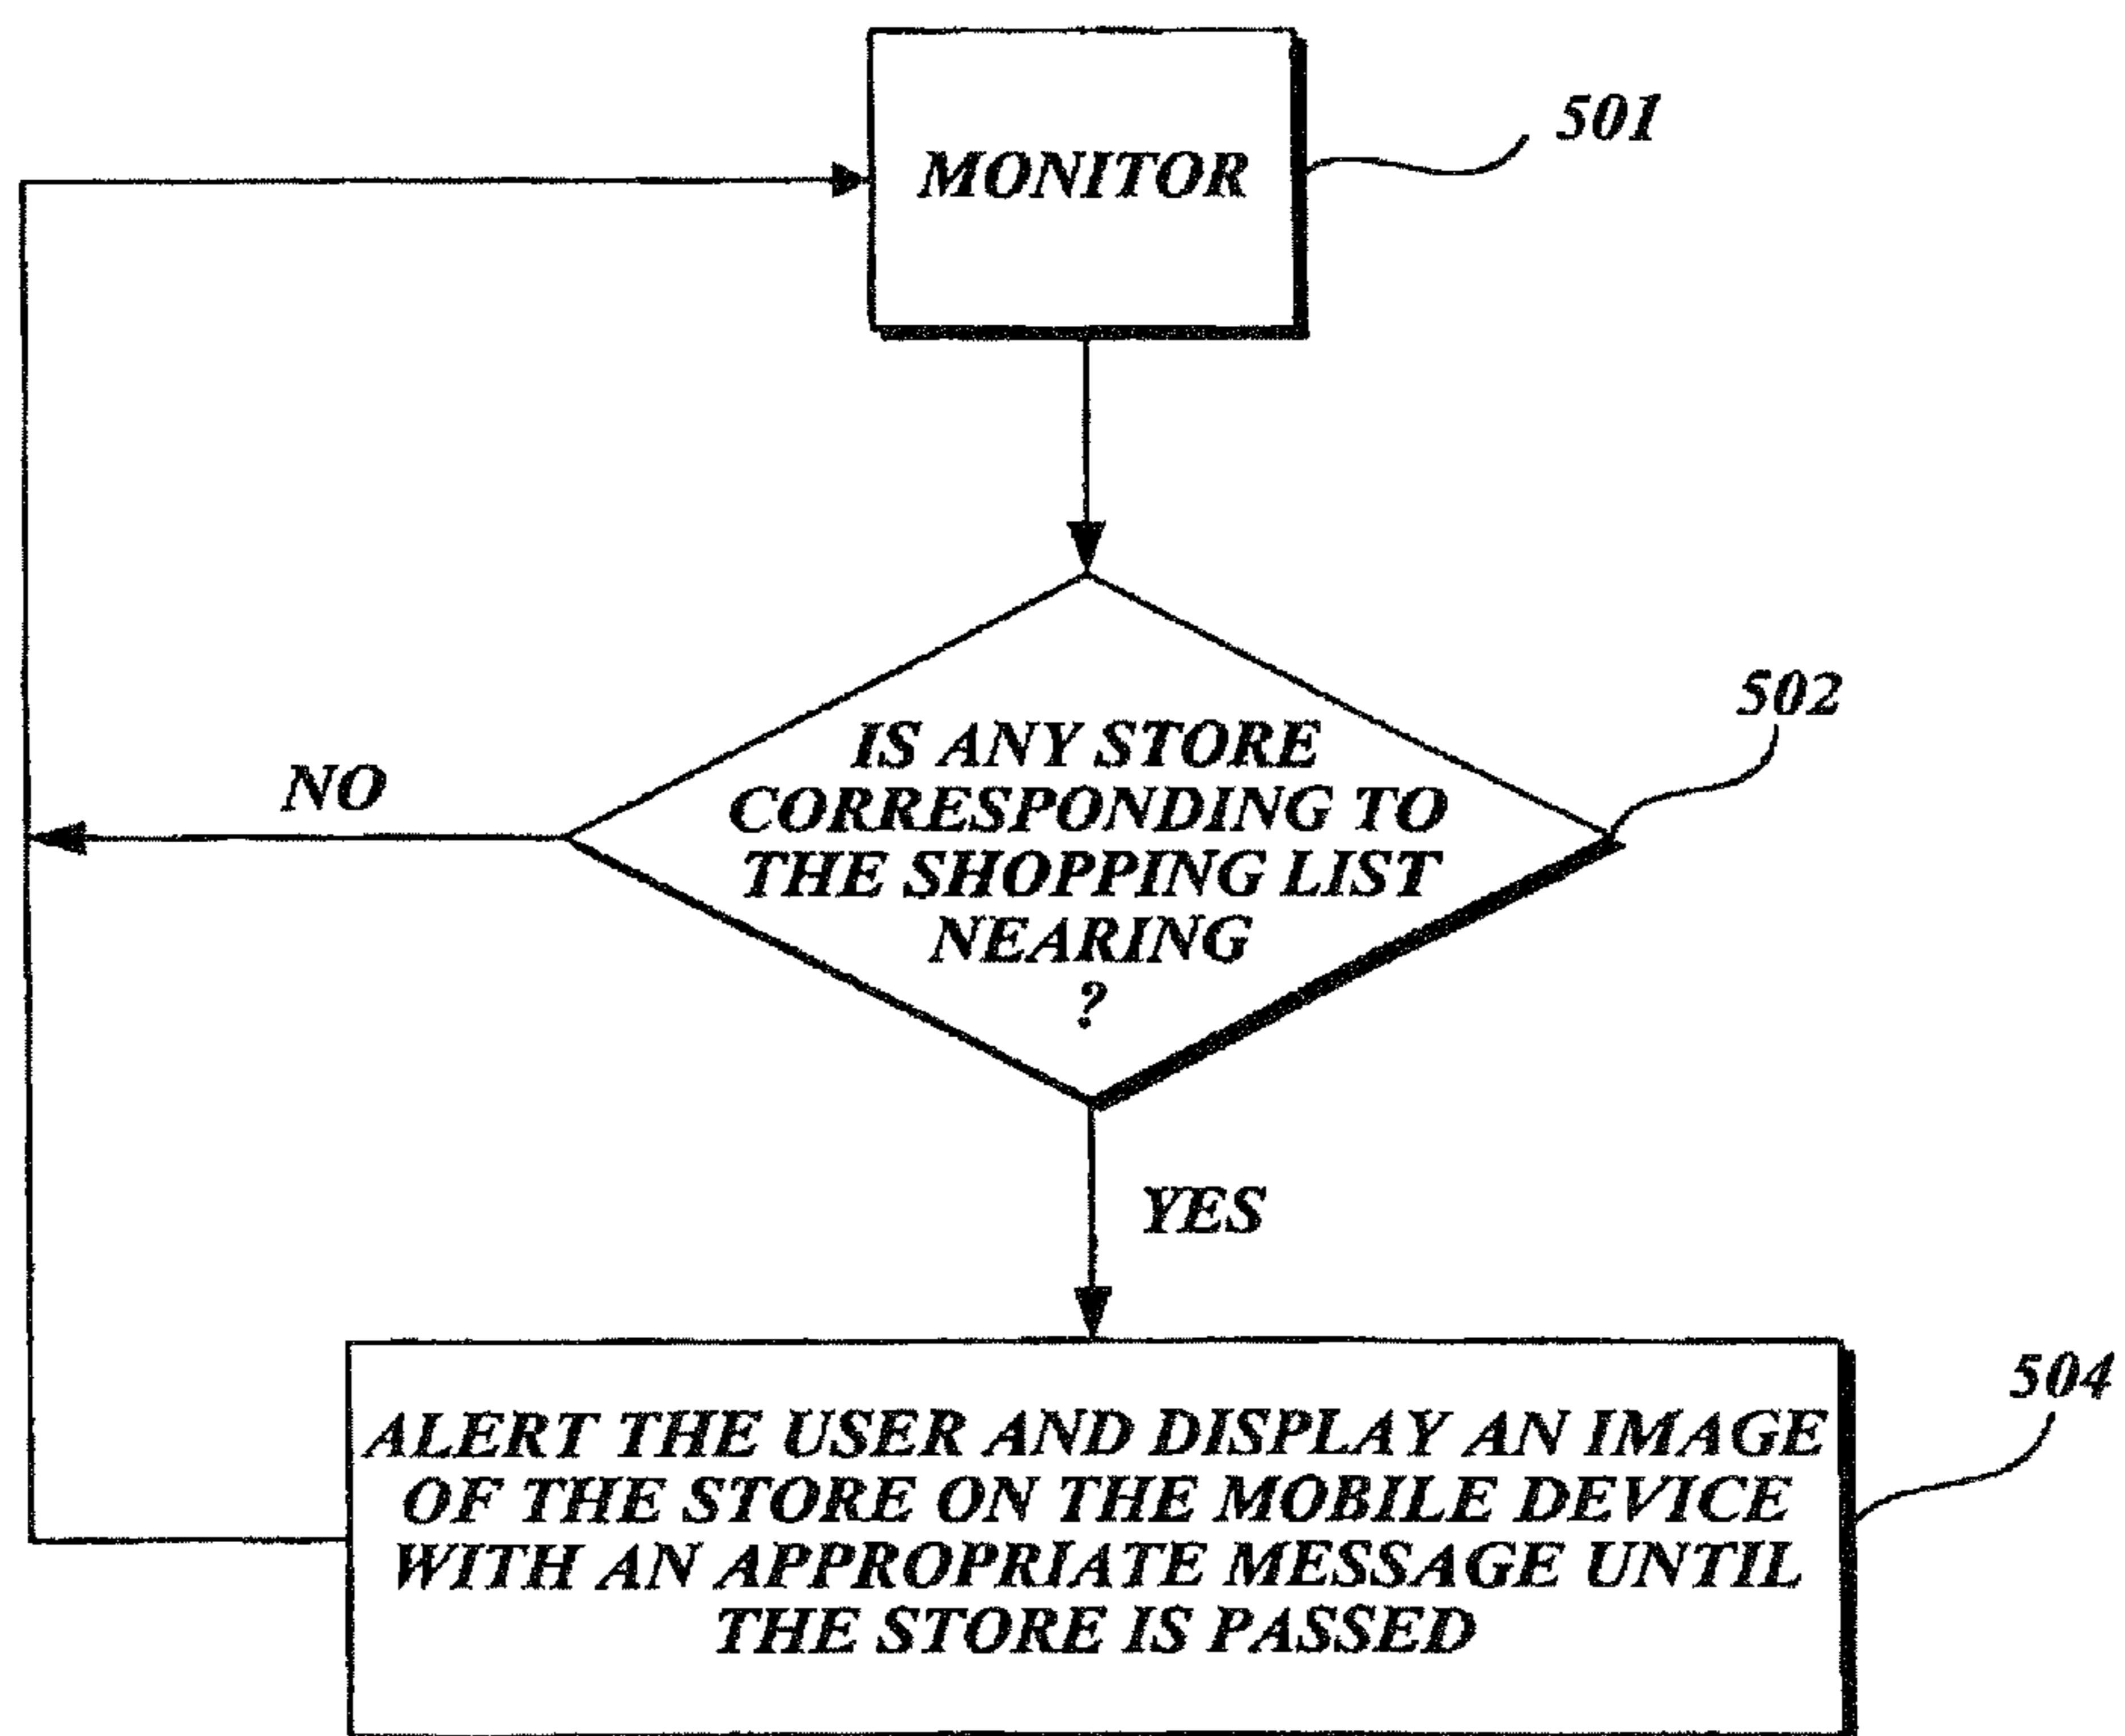 MONITOR
501
IS ANY STORE
CORRESPONDING TO
THE SHOPPING LIST
NEARING
?
502
NO
YES
ALERT THE USER AND DISPLAY AN IMAGE
OF THE STORE ON THE MOBILE DEVICE
WITH AN APPROPRIATE MESSAGE UNTIL
THE STORE IS PASSED
504